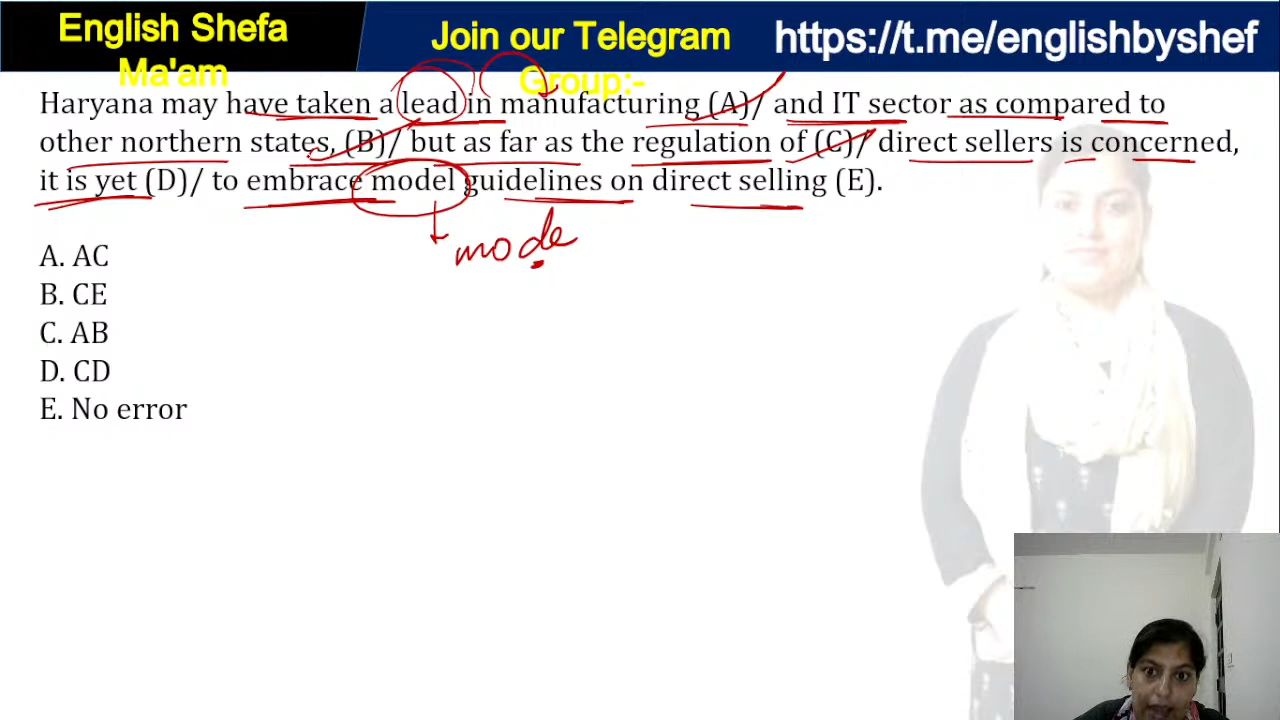 English Shefa
Ma'am
Join our Telegram
Group:-
https://t.me/englishbyshef
Haryana may have taken a lead in manufacturing (A)/ and IT sector as compared to
other northern states, (B)/ but as far as the regulation of (C)/ direct sellers is concerned,
it is yet (D)/ to embrace model guidelines on direct selling (E).
mode
A. AC
B. CE
C. AB
D. CD
E. No error